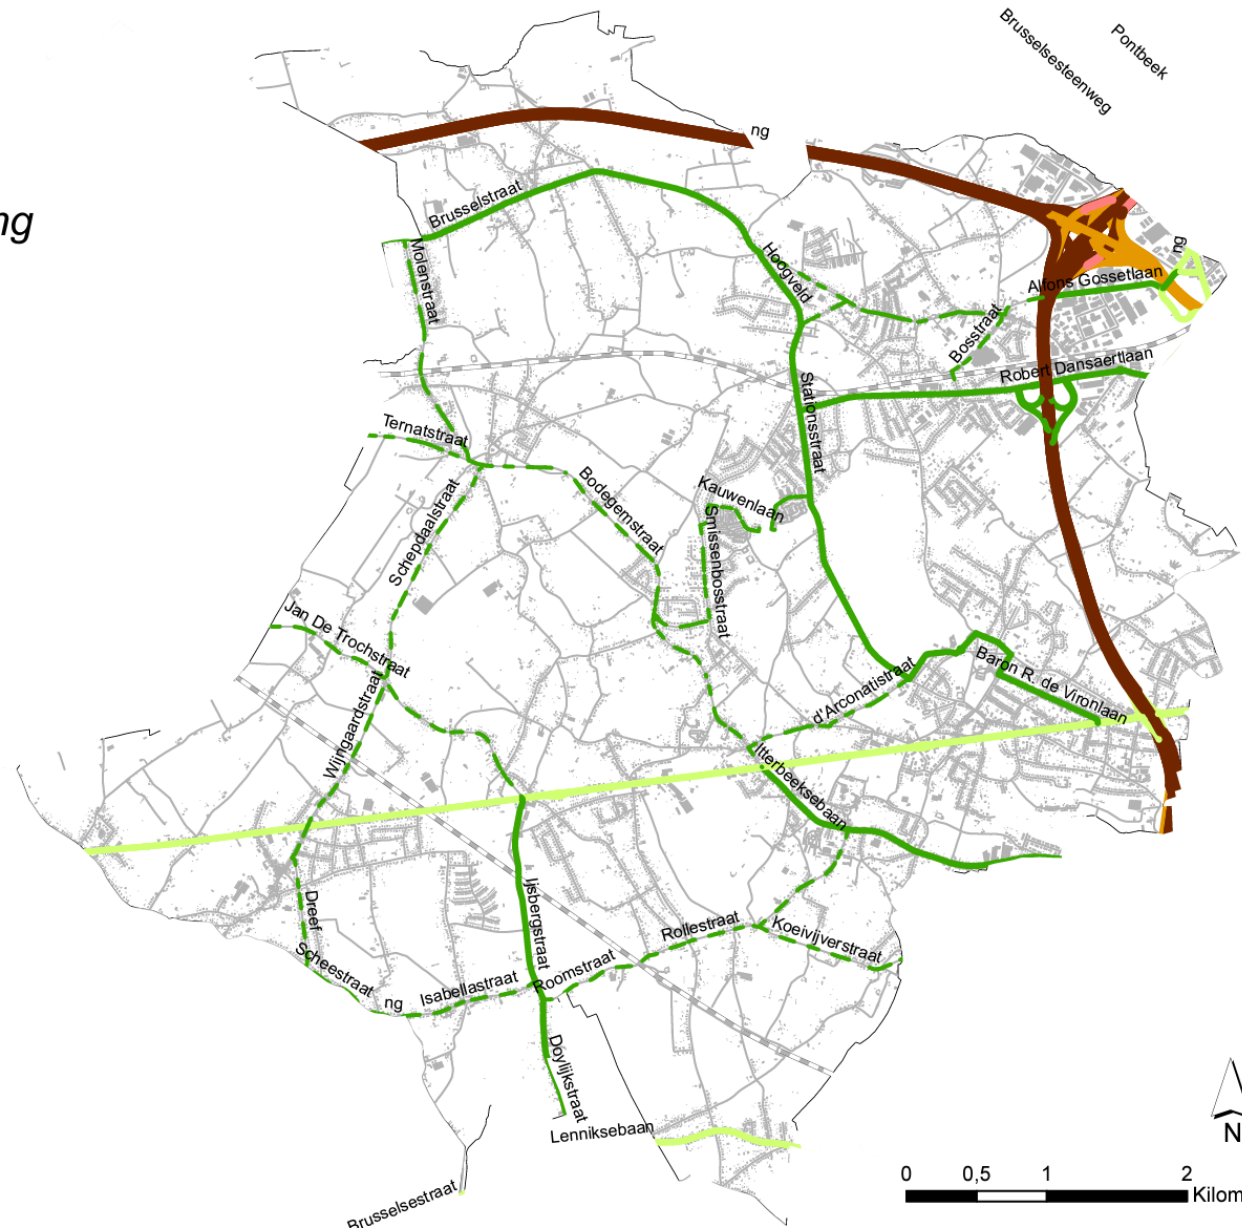 Brusselsesteenweg
Pontbeek
ng
ng
Brusselstraat
Molenstraat
Hoogveld
ng
Alfons Gossetlaan
Bosstraat
Robert Dansaertlaan
Stationsstraat
Ternatstraat
Bodegemstraat
Kauwenlaan
Schepdaalstraat
Smissenbosstraat
Jan De Trochstraat
d'Arconatistraat
Baron R. de Vironlaan
Wijngaardstraat
Itterbeeksebaan
Dreef
Ijsbergstraat
Rollestraat
Koeivijverstraat
Scheestraat
ng
Isabellastraat
Roomstraat
Doylijkstraat
Lenniksebaan
Brusselsestraat
N
0 0,5 1 2
Kilom